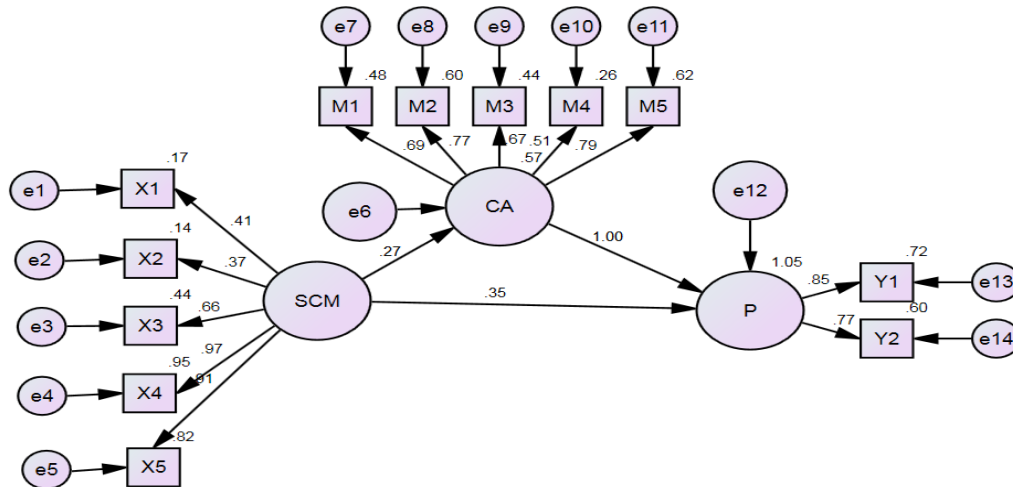 e7
e8
e9
e10
e11
.48
.60
.44
.26
.62
M1
M2
M3
M4
M5
.69
.77
.67
.51
.57
.79
.17
e1
X1
.41
e6
CA
e12
.14
e2
X2
.37
.27
1.00
1.05
.72
.85
Y1
e13
.44
e3
X3
.66
SCM
.35
P
.60
.77
Y2
e14
.97
.95
.91
e4
X4
.82
e5
X5